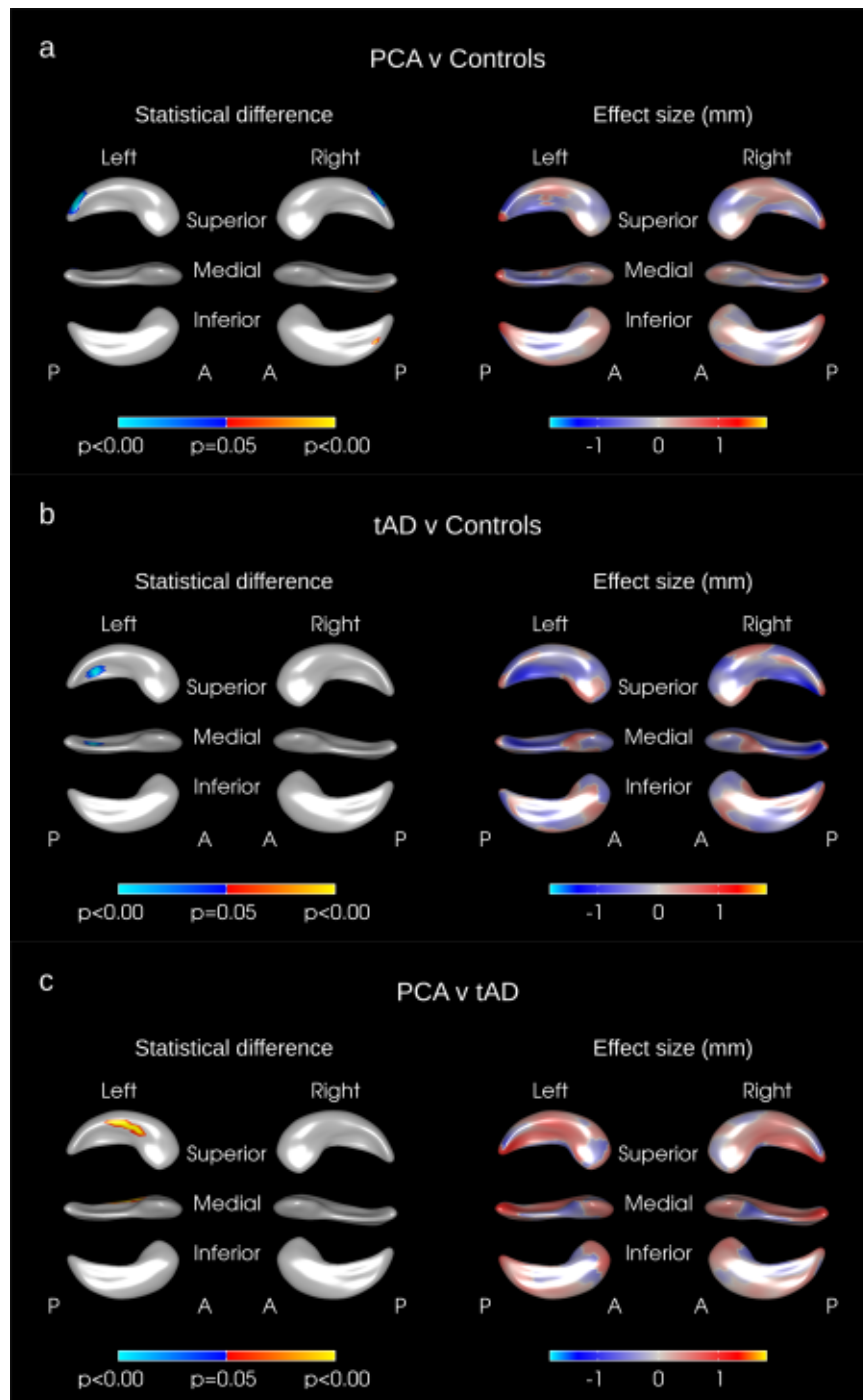 a
PCA v Controls
Statistical difference Effect size (mm)
Left Right Left Right
Superior Superior
Medial Medial
Inferior Inferior
P A A P P A A P
p<0.00 p=0.05 p<0.00 -1 0 1
b
tAD v Controls
Statistical difference Effect size (mm)
Left Right Left Right
Superior Superior
Medial Medial
Inferior Inferior
P A A P P A A P
p<0.00 p=0.05 p<0.00 -1 0 1
c
PCA v tAD
Statistical difference Effect size (mm)
Left Right Left Right
Superior Superior
Medial Medial
Inferior Inferior
P A A P P A A P
p<0.00 p=0.05 p<0.00 -1 0 1